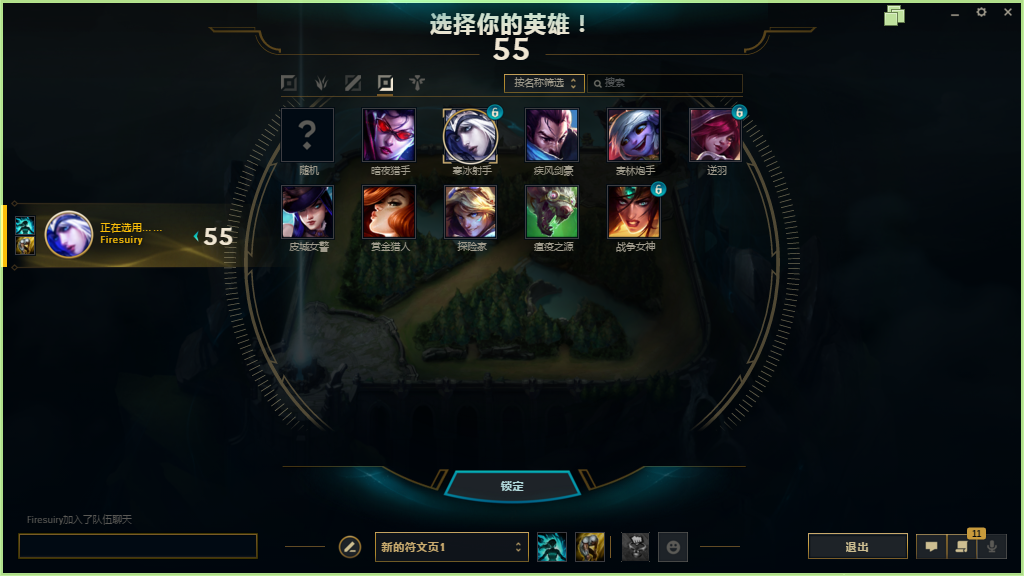 选择你的英雄！
55
按名称筛选
搜索
6
6
随机
暗夜猎手
寒冰射手
疾风剑豪
麦林炮手
逆羽
6
皮城女警
赏金猎人
探险家
瘟疫之源
战争女神
正在选用... ...
Firesuiry
55
锁定
Firesuiry加入了队伍聊天
新的符文页1
退出
11